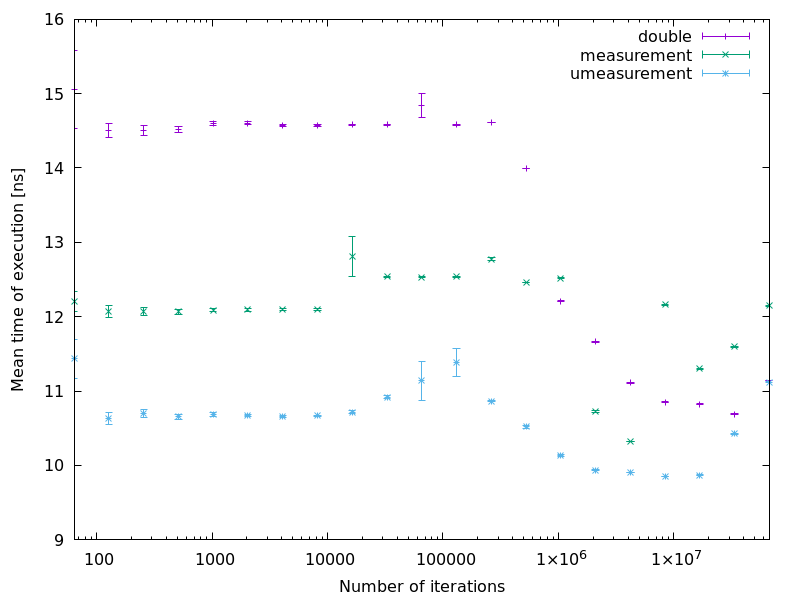 16
15
14
13
12
11
10
9
Mean time of execution [ns]
double
measurement
umeasurement
100 1000 10000 100000 1×10⁶ 1×10⁷
Number of iterations